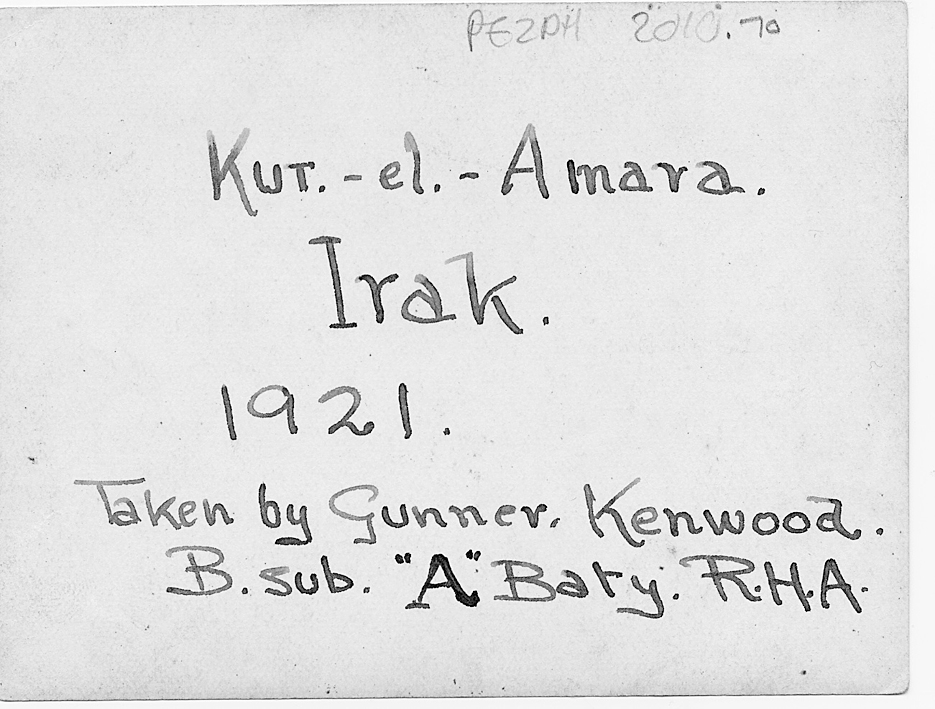 PEZPH 2010.70
Kut.-el.-Amara.
Irak.
1921.
Taken by Gunner. Kenwood.
B. sub. "A" Baty. R.H.A.